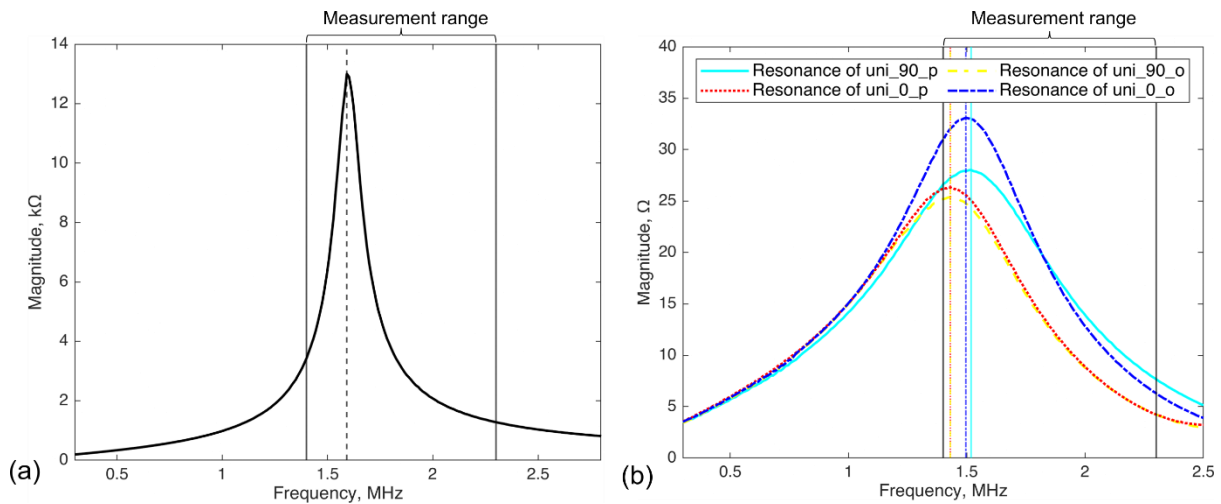 Measurement range
14
12
10
8
6
4
2
0
Magnitude, kΩ
0.5
1
1.5
2
2.5
Frequency, MHz
(a)
Measurement range
40
35
30
25
20
15
10
5
0
Magnitude, Ω
Resonance of uni_90_p
Resonance of uni_90_o
Resonance of uni_0_p
Resonance of uni_0_o
0.5
1
1.5
2
2.5
Frequency, MHz
(b)